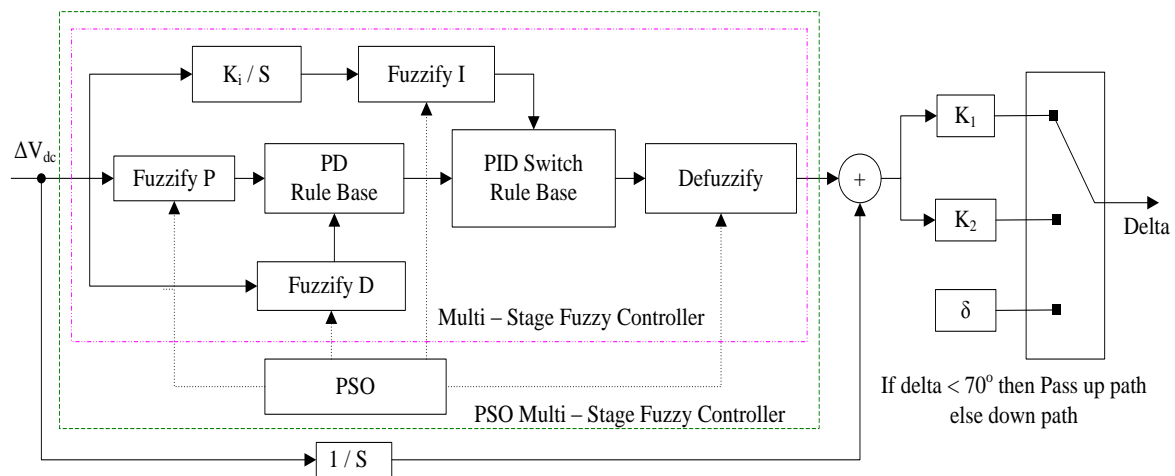 K_i / S
Fuzzify I
ΔV_dc
Fuzzify P
PD
Rule Base
PID Switch
Rule Base
Defuzzify
+
K_1
K_2
Delta
Fuzzify D
Multi – Stage Fuzzy Controller
δ
PSO
PSO Multi – Stage Fuzzy Controller
If delta < 70° then Pass up path
else down path
1 / S